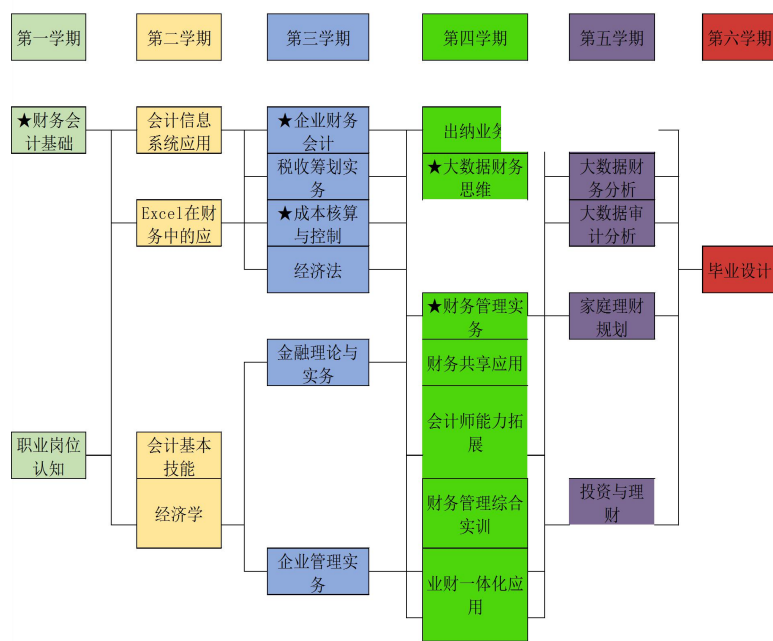 第一学期
第二学期
第三学期
第四学期
第五学期
第六学期
★财务会
计基础
职业岗位
认知
会计信息
系统应用
Excel在财
务中的应
会计基本
技能
经济学
★企业财务
会计
税收筹划实
务
★成本核算
与控制
经济法
金融理论与
实务
企业管理实
务
出纳业务
★大数据财务
思维
★财务管理实
务
财务共享应用
会计师能力拓
展
财务管理综合
实训
业财一体化应
用
大数据财
务分析
大数据审
计分析
家庭理财
规划
投资与理
财
毕业设计